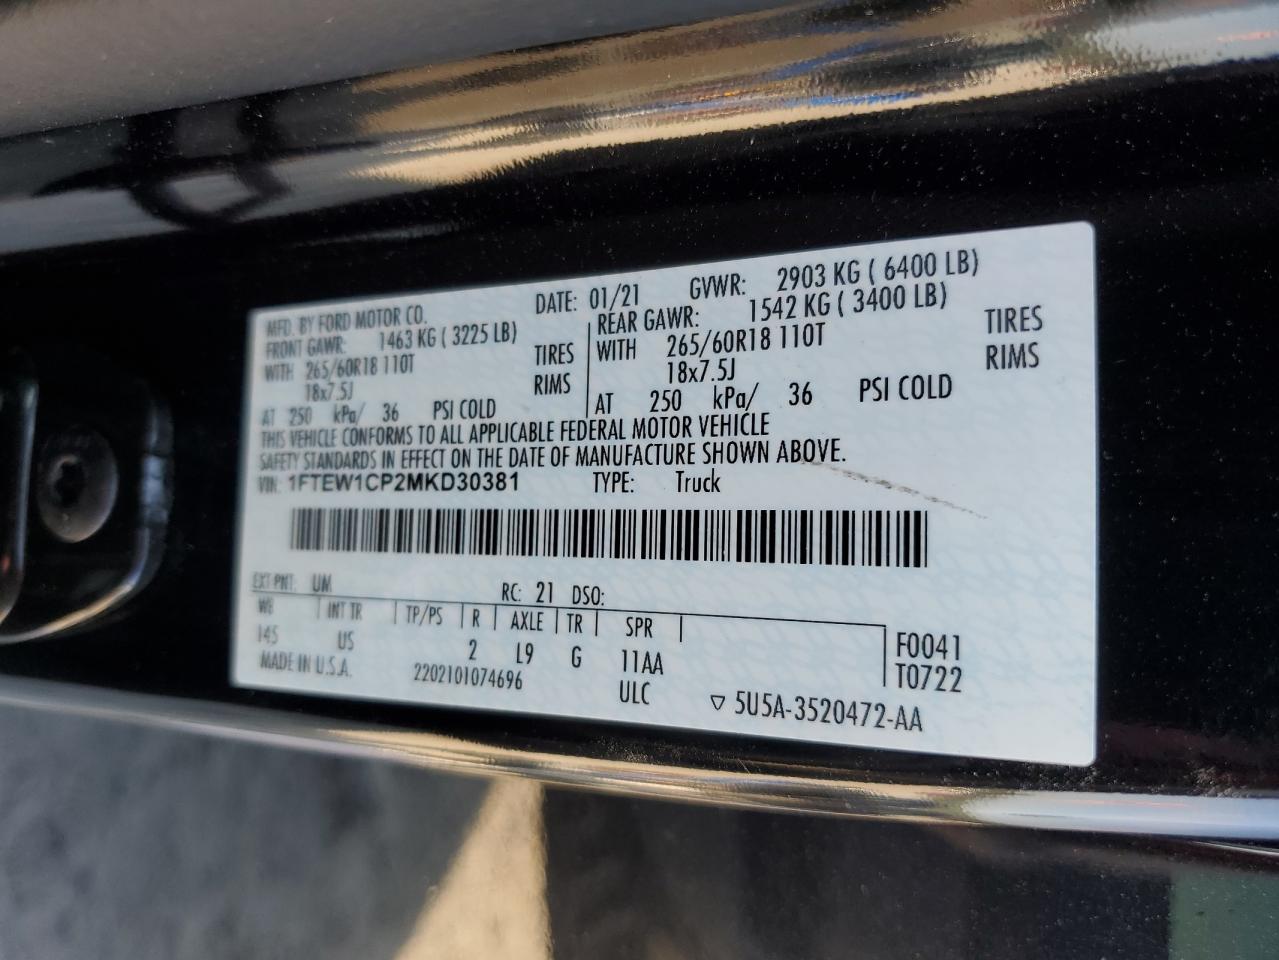 MFD. BY FORD MOTOR CO. DATE: 01/21 GVWR: 2903 KG ( 6400 LB)
FRONT GAWR: 1463 KG ( 3225 LB) REAR GAWR: 1542 KG ( 3400 LB)
WITH 265/60R18 110T TIRES WITH 265/60R18 110T TIRES
18x7.5J RIMS 18x7.5J RIMS
AT 250 kPa/ 36 PSI COLD AT 250 kPa/ 36 PSI COLD
THIS VEHICLE CONFORMS TO ALL APPLICABLE FEDERAL MOTOR VEHICLE
SAFETY STANDARDS IN EFFECT ON THE DATE OF MANUFACTURE SHOWN ABOVE.
VIN: 1FTEW1CP2MKD30381 TYPE: Truck
EXT PNT: UM RC: 21 DSO:
WB INT TR TP/PS R AXLE TR SPR F0041
145 US 2 L9 G 11AA T0722
MADE IN U.S.A. 2202101074696 ULC ▽ 5U5A-3520472-AA